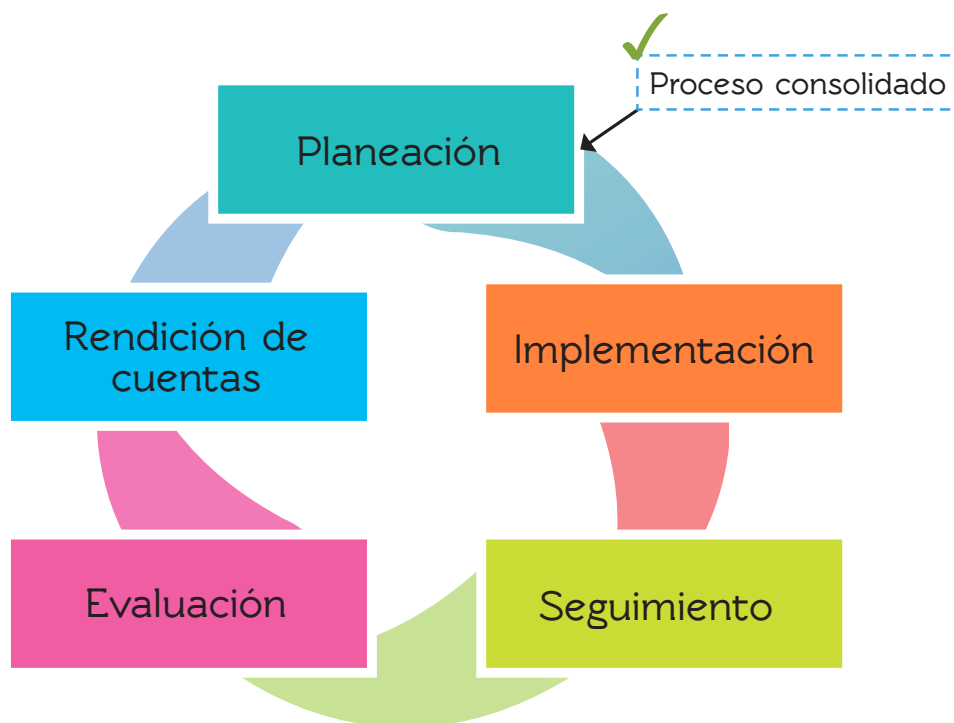 Proceso consolidado
Planeación
Rendición de
cuentas
Implementación
Evaluación
Seguimiento